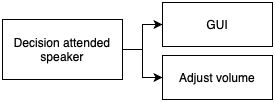 Decision attended
speaker
GUI
Adjust volume